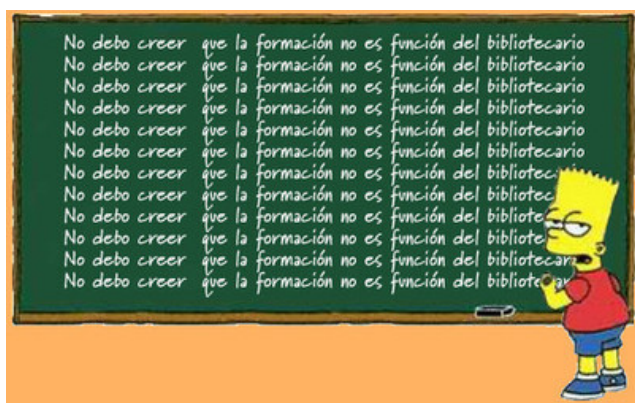 No debo creer que la formación no es función del bibliotecario
No debo creer que la formación no es función del bibliotecario
No debo creer que la formación no es función del bibliotecario
No debo creer que la formación no es función del bibliotecario
No debo creer que la formación no es función del bibliotecario
No debo creer que la formación no es función del bibliotecario
No debo creer que la formación no es función del bibliotec
No debo creer que la formación no es función del bibliotec
No debo creer que la formación no es función del bibliote
No debo creer que la formación no es función del bibliote
No debo creer que la formación no es función del bibliotecario
No debo creer que la formación no es función del bibliote